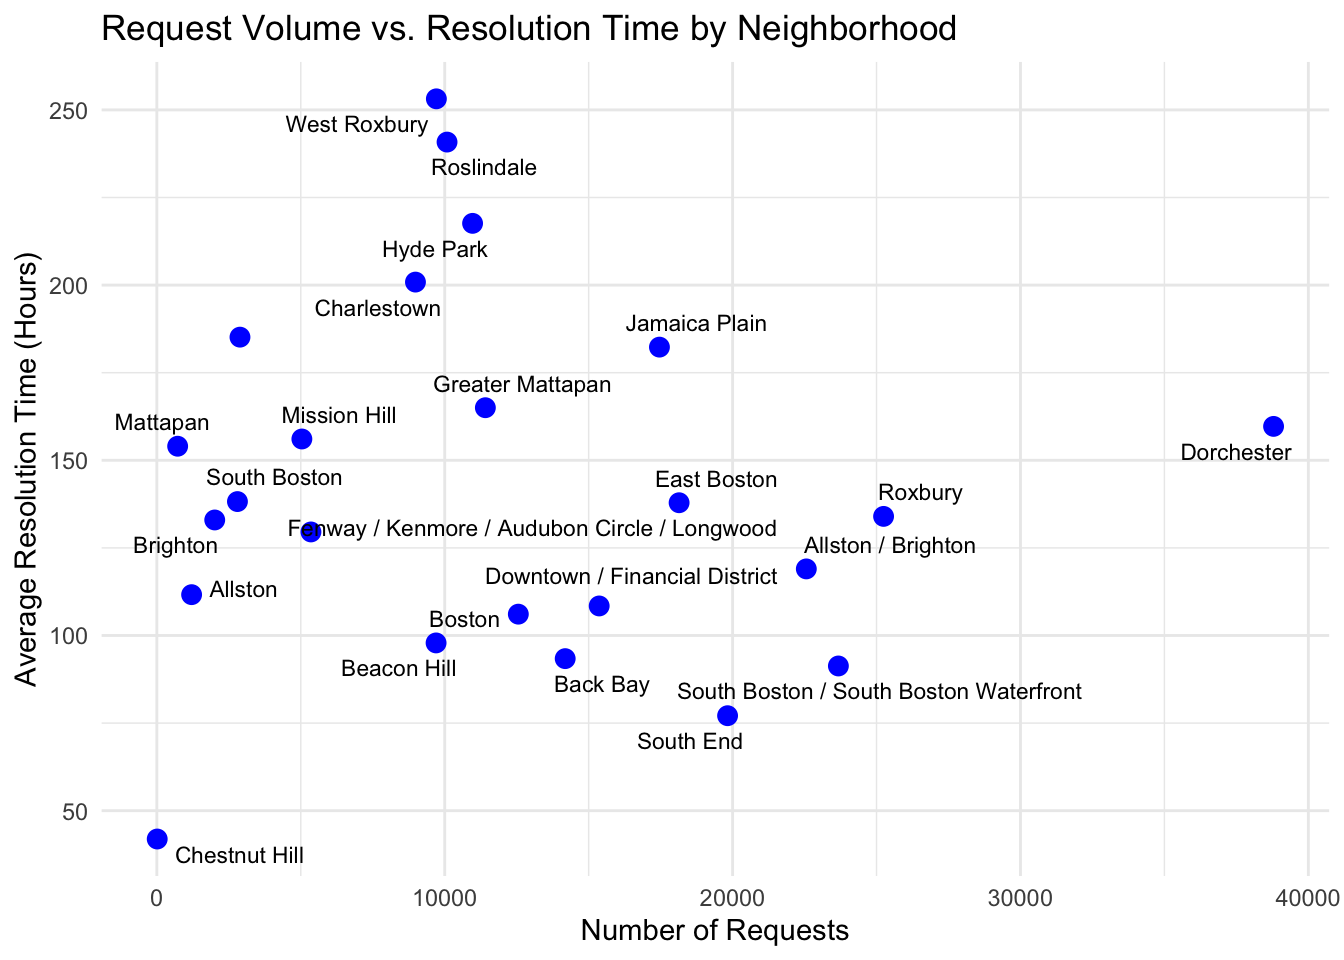 Request Volume vs. Resolution Time by Neighborhood
Average Resolution Time (Hours)
250
200
150
100
50
West Roxbury
Roslindale
Hyde Park
Charlestown
Jamaica Plain
Greater Mattapan
Mission Hill
Mattapan
Dorchester
South Boston
East Boston
Roxbury
Fenway / Kenmore / Audubon Circle / Longwood
Brighton
Allston / Brighton
Downtown / Financial District
Allston
Boston
Beacon Hill
Back Bay
South Boston / South Boston Waterfront
South End
Chestnut Hill
0
10000
20000
30000
40000
Number of Requests